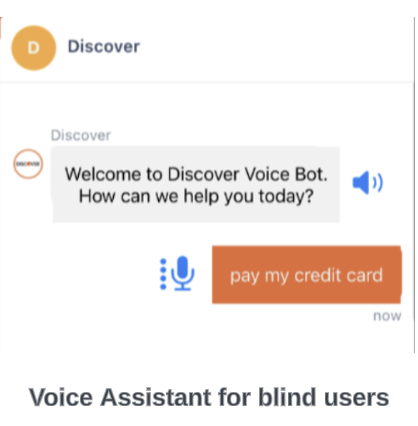 D
Discover
Discover
DISCOVER
Welcome to Discover Voice Bot.
How can we help you today?
pay my credit card
now
Voice Assistant for blind users